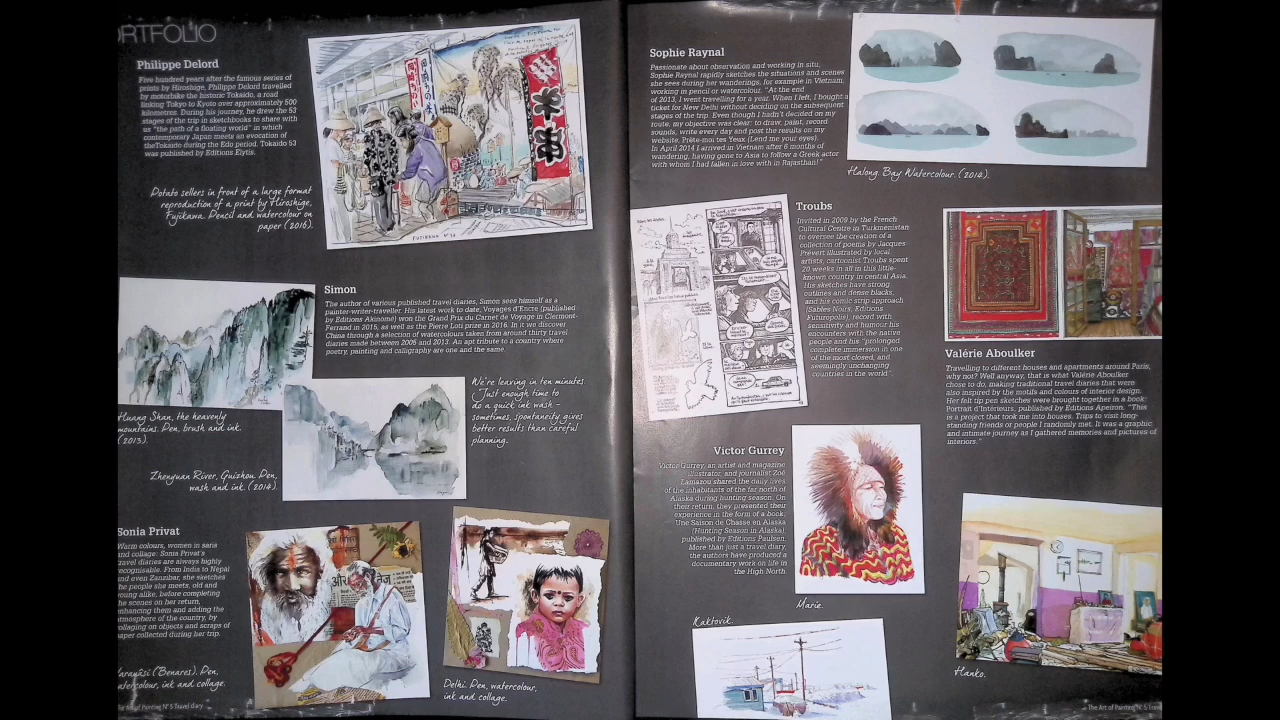 ORTFOLIO
Philippe Delord
Five hundred years after the famous series of
prints by Hiroshige, Philippe Delord travelled
by motorbike the historic Tokaido, a road
linking Tokyo to Kyoto over approximately 500
kilometres. During his journey, he drew the 53
stages of the trip in sketchbooks to share with
us "the path of a floating world" in which
contemporary Japan meets an evocation of
theTokaido during the Edo period. Tokaido 53
was published by Editions Elytis.
Potato sellers in front of a large format
reproduction of a print by Hiroshige,
Fujikawa. Pencil and watercolour on
paper (2016).
Simon
The author of various published travel diaries, Simon sees himself as a
painter-writer-traveller. His latest work to date, Voyages d'Encre (published
by Editions Akinomé) won the Grand Prix du Carnet de Voyage in Clermont-
Ferrand in 2015, as well as the Pierre Loti prize in 2016. In it we discover
China through a selection of watercolours taken from around thirty travel
diaries made between 2005 and 2013. An apt tribute to a country where
poetry, painting and calligraphy are one and the same.
Huang Shan, the heavenly
mountains. Pen, brush and ink.
(2013).
We're leaving in ten minutes.
Just enough time to
do a quick ink wash –
sometimes, spontaneity gives
better results than careful
planning.
Zhenyuan River, Guizhou Pen,
wash and ink. (2014).
Sonia Privat
Warm colours, women in saris
and collage: Sonia Privat's
travel diaries are always highly
recognisable. From India to Nepal
and even Zanzibar, she sketches
the people she meets, old and
young alike, before completing
the scenes on her return,
enhancing them and adding the
atmosphere of the country, by
collaging on objects and scraps of
paper collected during her trip.
Varanasi (Benares). Pen,
watercolour, ink and collage.
Delhi. Pen, watercolour,
ink and collage.
The Art of Painting N° 5 Travel diary
Sophie Raynal
Passionate about observation and working in situ,
Sophie Raynal rapidly sketches the situations and scenes
she sees during her wanderings, for example in Vietnam,
working in pencil or watercolour. "At the end
of 2013, I went travelling for a year. When I left, I bought a
ticket for New Delhi without deciding on the subsequent
stages of the trip. Even though I hadn't decided on my
route, my objective was clear: to draw, paint, record
sounds, write every day and post the results on my
website, Prête-moi tes Yeux (Lend me your eyes).
In April 2014 I arrived in Vietnam after 6 months of
wandering, having gone to Asia to follow a Greek actor
with whom I had fallen in love with in Rajasthan!"
Halong Bay Watercolour. (2014).
Troubs
Invited in 2009 by the French
Cultural Centre in Turkmenistan
to oversee the creation of a
collection of poems by Jacques
Prévert illustrated by local
artists, cartoonist Troubs spent
20 weeks in all in this little-
known country in central Asia.
His sketches have strong
outlines and dense blacks,
and his comic strip approach
(Sables Noirs, Editions
Futuropolis), record with
sensitivity and humour his
encounters with the native
people and his "prolonged
complete immersion in one
of the most closed, and
seemingly unchanging
countries in the world".
Valérie Aboulker
Travelling to different houses and apartments around Paris,
why not? Well anyway, that is what Valérie Aboulker
chose to do, making traditional travel diaries that were
also inspired by the motifs and colours of interior design.
Her felt tip pen sketches were brought together in a book:
Portrait d'Intérieurs, published by Editions Apeiron. "This
is a project that took me into houses. Trips to visit long-
standing friends or people I randomly met. It was a graphic
and intimate journey as I gathered memories and pictures of
interiors."
Victor Gurrey
Victor Gurrey, an artist and magazine
illustrator, and journalist Zoé
Lamazou shared the daily lives
of the inhabitants of the far north of
Alaska during hunting season. On
their return, they presented their
experience in the form of a book:
Une Saison de Chasse en Alaska
(Hunting Season in Alaska),
published by Editions Paulsen.
More than just a travel diary,
the authors have produced a
documentary work on life in
the High North.
Marie.
Kaktovik.
Hanko.
The Art of Painting N° 5 Trave